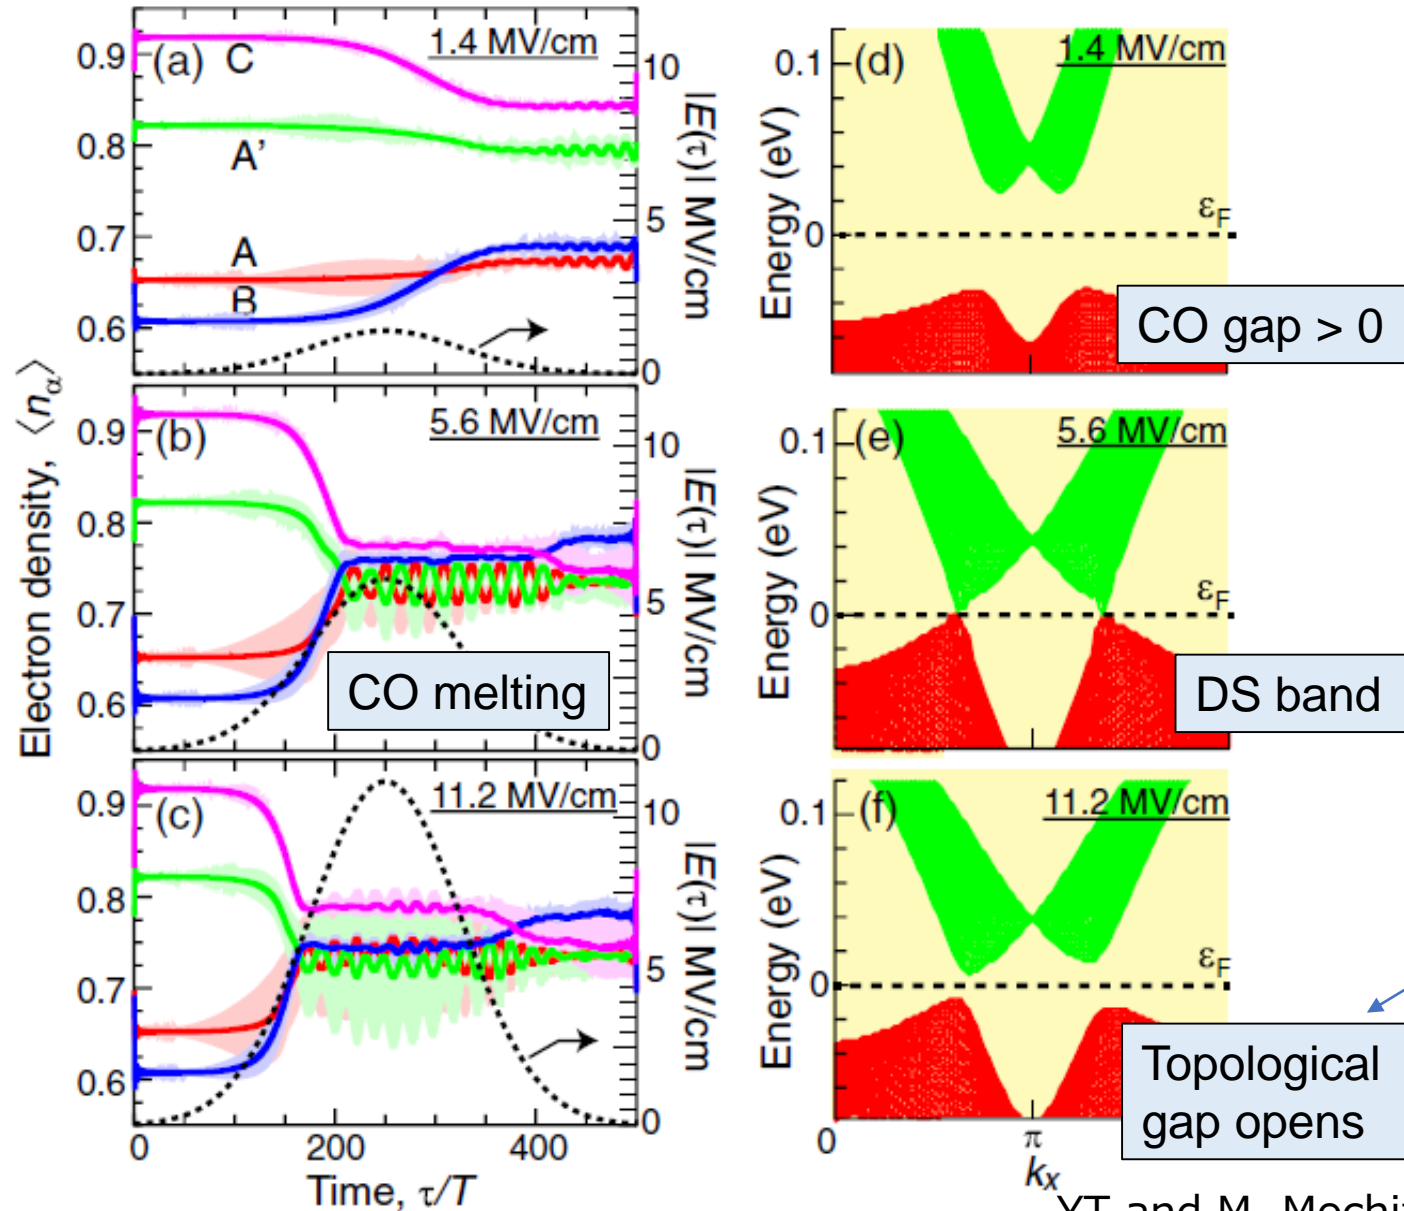 Electron density, ⟨nα⟩
(a)
C
A'
A
B
1.4 MV/cm
0.9
0.8
0.7
0.6
10
5
0
|E(τ)| MV/cm
(b)
5.6 MV/cm
0.9
0.8
0.7
0.6
10
5
0
|E(τ)| MV/cm
CO melting
(c)
11.2 MV/cm
0.9
0.8
0.7
0.6
10
5
0
|E(τ)| MV/cm
0 200 400
Time, τ/T
(d)
1.4 MV/cm
Energy (eV)
0.1
0
εF
CO gap > 0
(e)
5.6 MV/cm
Energy (eV)
0.1
0
εF
DS band
(f)
11.2 MV/cm
Energy (eV)
0.1
0
εF
Topological
gap opens
0 π
kx
YT and M.